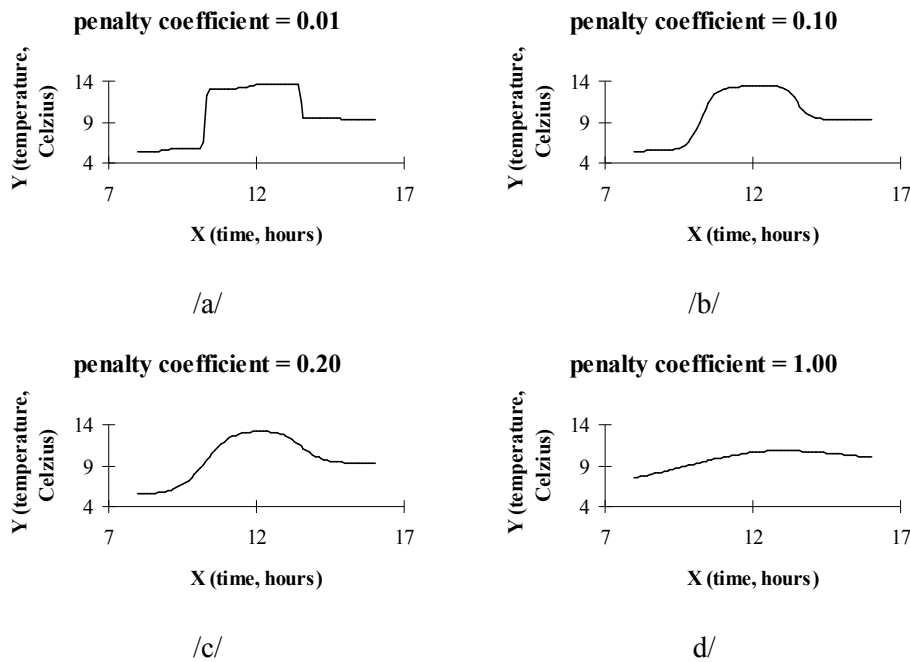 penalty coefficient = 0.01
Y (temperature,
Celzius)
14
9
4
7
12
17
X (time, hours)
/a/
penalty coefficient = 0.10
Y (temperature,
Celzius)
14
9
4
7
12
17
X (time, hours)
/b/
penalty coefficient = 0.20
Y (temperature,
Celzius)
14
9
4
7
12
17
X (time, hours)
/c/
penalty coefficient = 1.00
Y (temperature,
Celzius)
14
9
4
7
12
17
X (time, hours)
d/